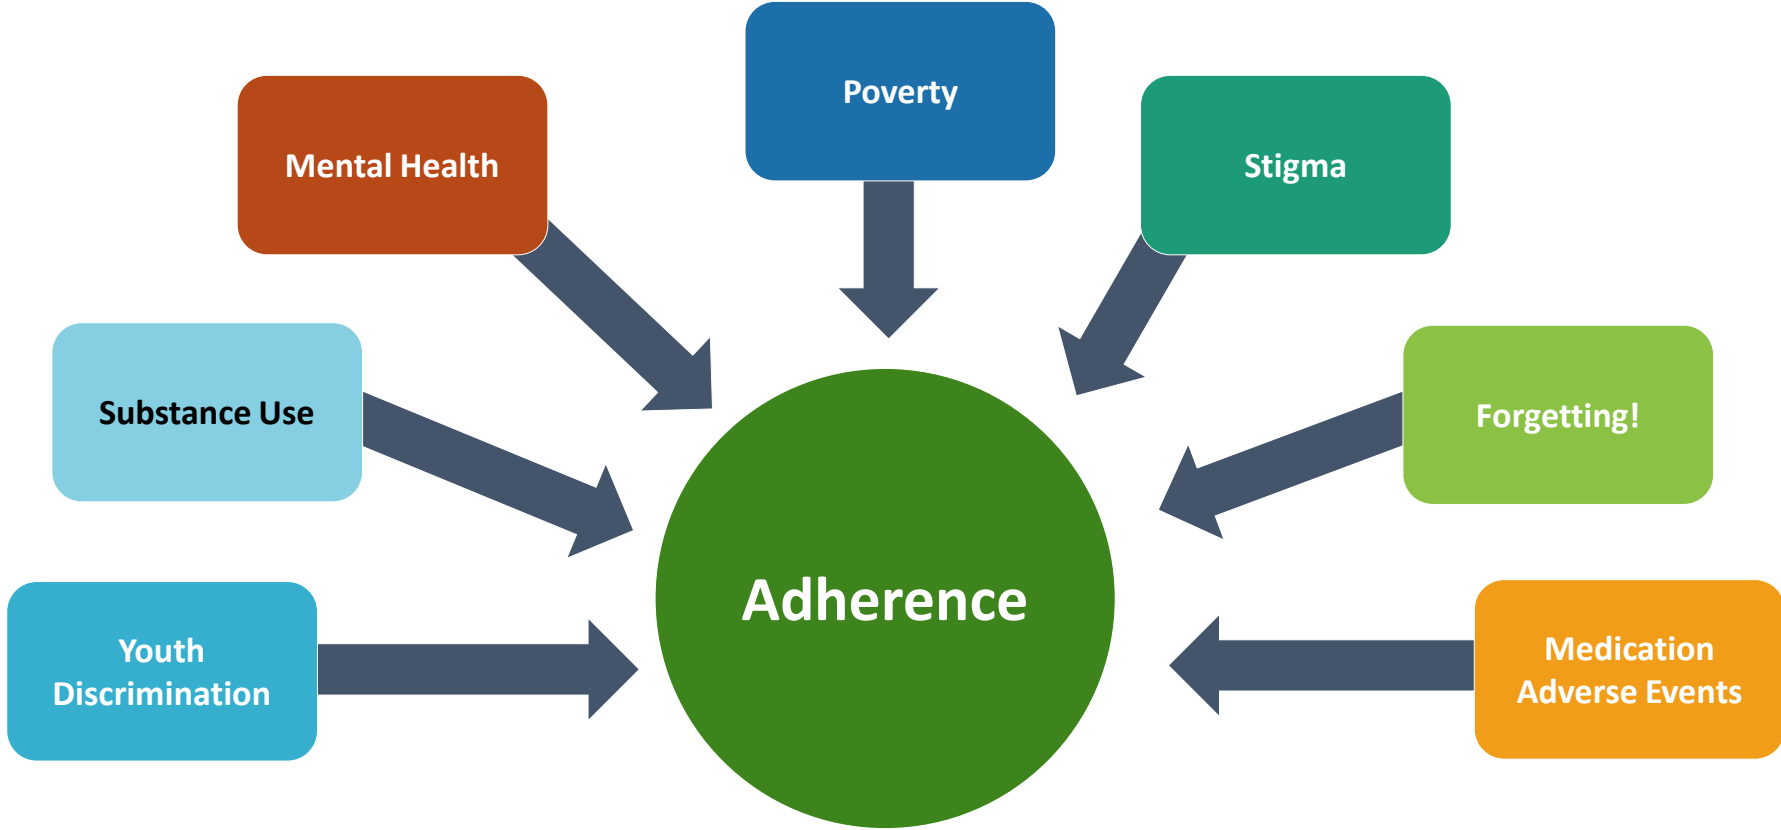 Poverty
Mental Health
Stigma
Substance Use
Forgetting!
Adherence
Youth
Discrimination
Medication
Adverse Events